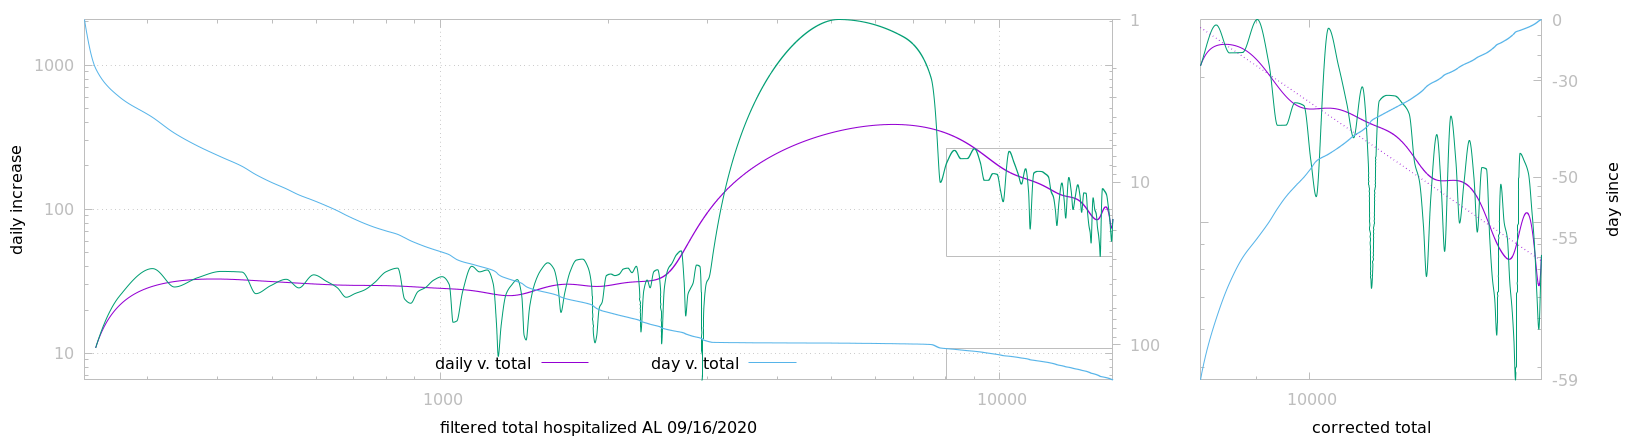 daily increase
1000
100
10
1
10
100
daily v. total
day v. total
1000
10000
filtered total hospitalized AL 09/16/2020
0
-30
-50
-55
-59
day since
10000
corrected total